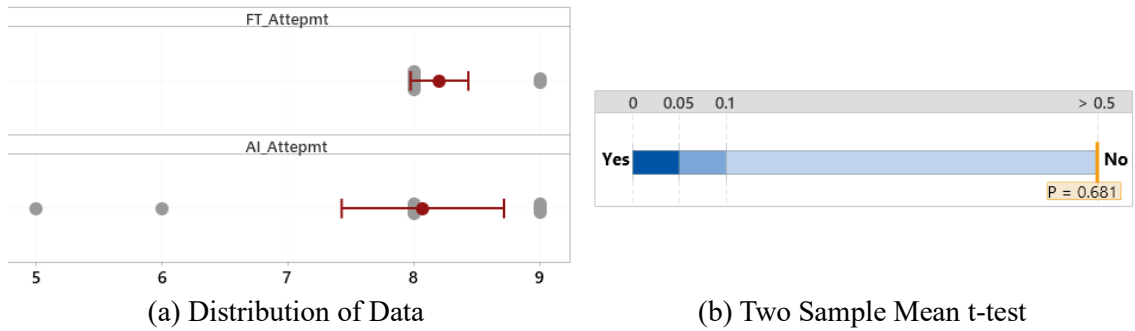 FT_Attepmt
AI_Attepmt
5 6 7 8 9
(a) Distribution of Data
0 0.05 0.1 > 0.5
Yes No
P = 0.681
(b) Two Sample Mean t-test